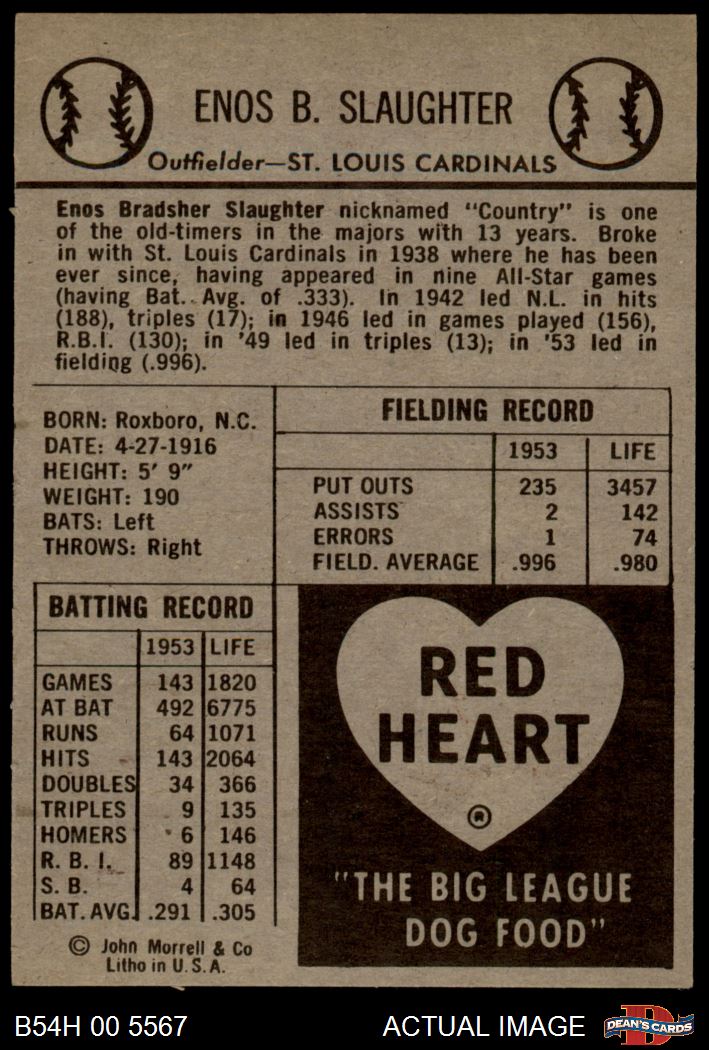 ENOS B. SLAUGHTER
Outfielder—ST. LOUIS CARDINALS
Enos Bradsher Slaughter nicknamed "Country" is one
of the old-timers in the majors with 13 years. Broke
in with St. Louis Cardinals in 1938 where he has been
ever since, having appeared in nine All-Star games
(having Bat. Avg. of .333). In 1942 led N.L. in hits
(188), triples (17); in 1946 led in games played (156),
R.B.I. (130); in '49 led in triples (13); in '53 led in
fielding (.996).
BORN: Roxboro, N.C.
DATE: 4-27-1916
HEIGHT: 5' 9"
WEIGHT: 190
BATS: Left
THROWS: Right
FIELDING RECORD
1953 LIFE
PUT OUTS 235 3457
ASSISTS 2 142
ERRORS 1 74
FIELD. AVERAGE .996 .980
BATTING RECORD
1953 LIFE
GAMES 143 1820
AT BAT 492 6775
RUNS 64 1071
HITS 143 2064
DOUBLES 34 366
TRIPLES 9 135
HOMERS 6 146
R. B. I. 89 1148
S. B. 4 64
BAT. AVG. .291 .305
© John Morrell & Co
Litho in U.S.A.
RED
HEART
®
"THE BIG LEAGUE
DOG FOOD"
B54H 00 5567
ACTUAL IMAGE
D
DEAN'S CARDS